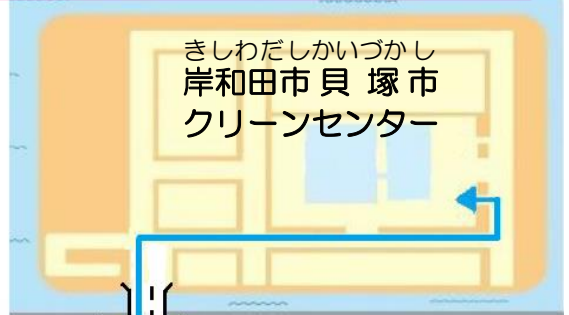 きしわだしかいづかし
岸和田市貝塚市
クリーンセンター